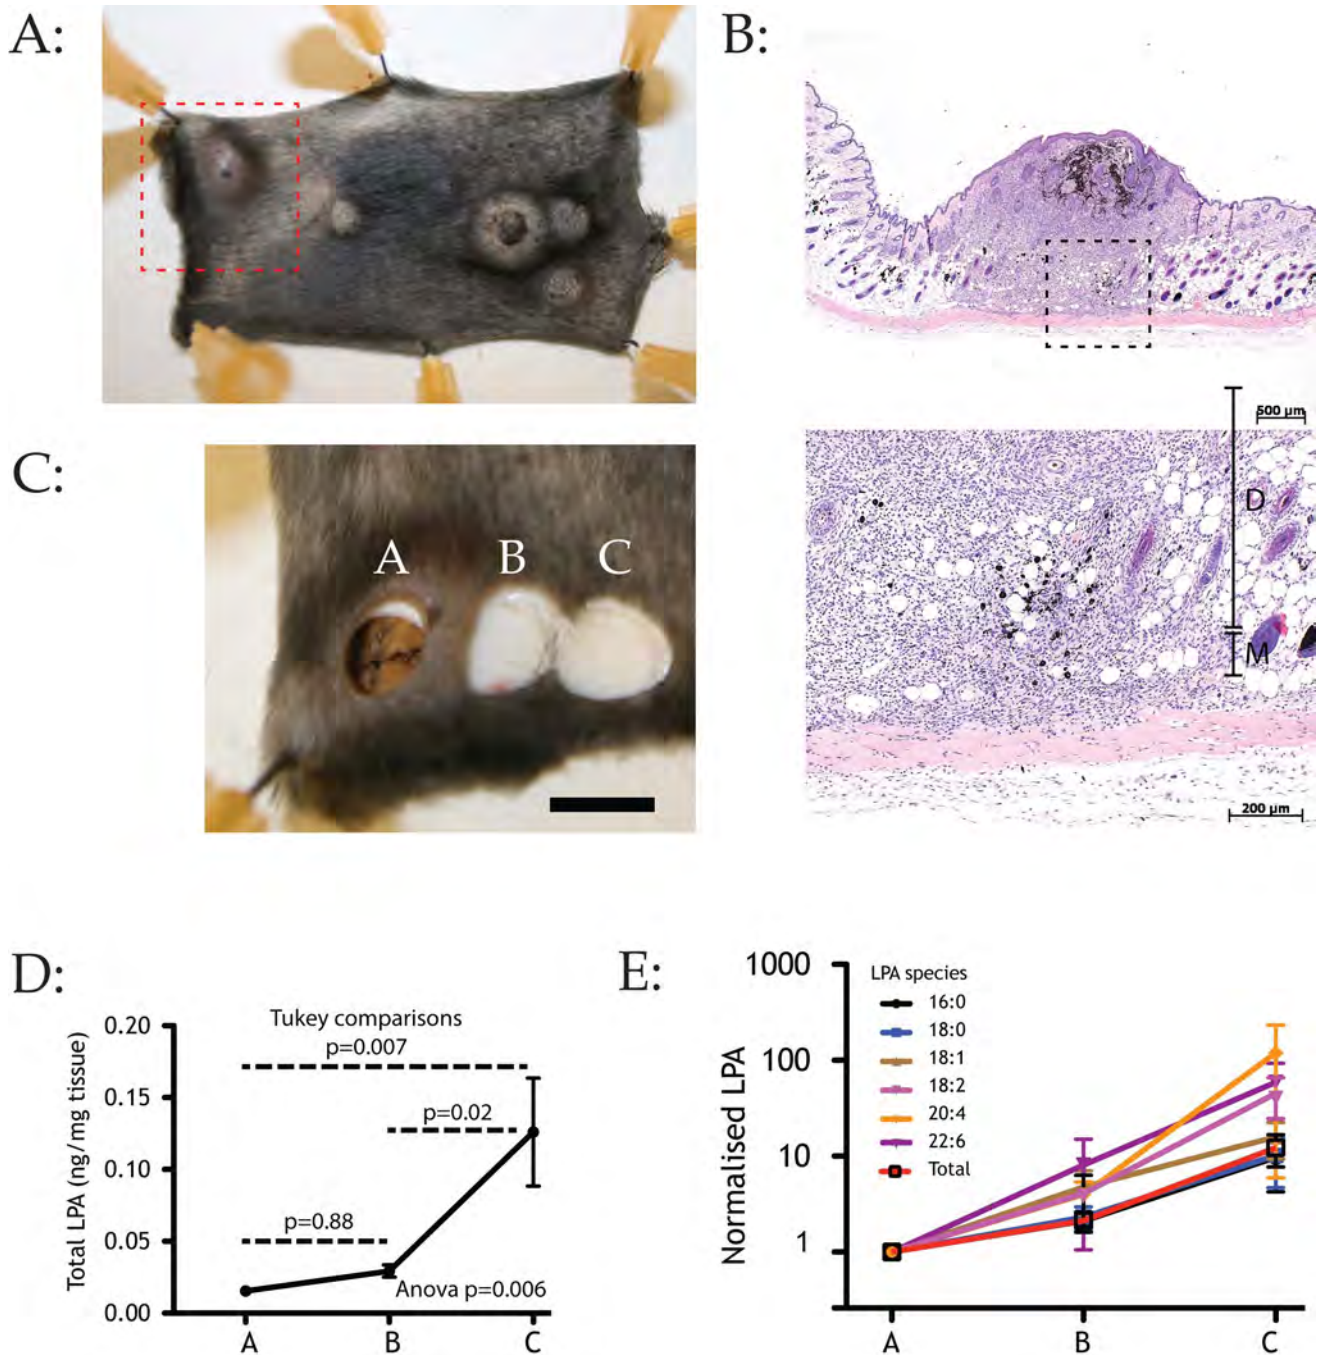 A:
B:
500 µm
D
M
200 µm
C:
A B C
D:
Total LPA (ng/mg tissue)
0.20
0.15
0.10
0.05
0.00
Tukey comparisons
p=0.007
p=0.02
p=0.88
Anova p=0.006
A B C
E:
Normalised LPA
1000
100
10
1
LPA species
16:0
18:0
18:1
18:2
20:4
22:6
Total
A B C